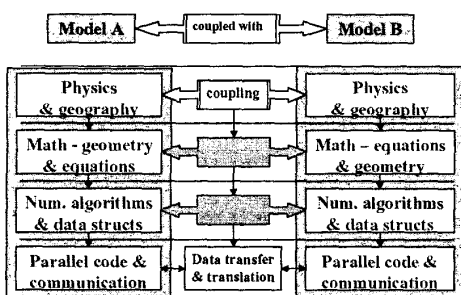 Model A
coupled with
Model B
Physics
& geography
coupling
Physics
& geography
Math - geometry
& equations
Math – equations
& geometry
Num. algorithms
& data structs
Num. algorithms
& data structs
Parallel code &
communication
Data transfer
& translation
Parallel code &
communication